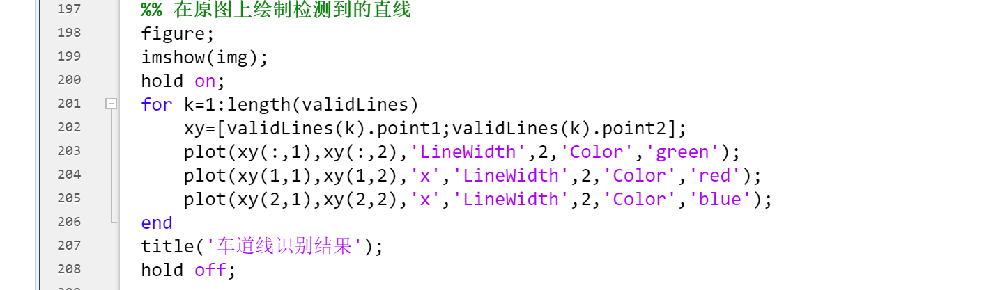 197 %% 在原图上绘制检测到的直线
198 figure;
199 imshow(img);
200 hold on;
201 for k=1:length(validLines)
202 xy=[validLines(k).point1;validLines(k).point2];
203 plot(xy(:,1),xy(:,2),'LineWidth',2,'Color','green');
204 plot(xy(1,1),xy(1,2),'x','LineWidth',2,'Color','red');
205 plot(xy(2,1),xy(2,2),'x','LineWidth',2,'Color','blue');
206 end
207 title('车道线识别结果');
208 hold off;